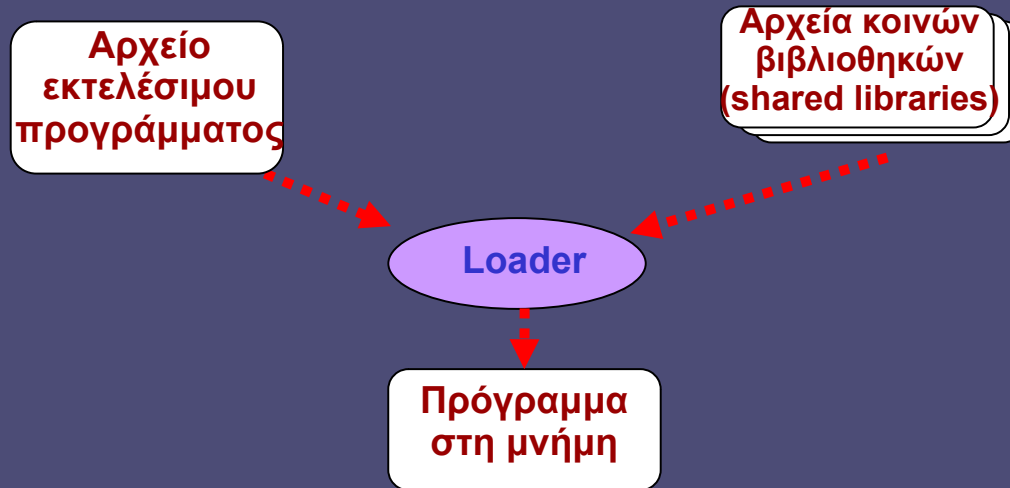 Αρχείο
εκτελέσιμου
προγράμματος
Αρχεία κοινών
βιβλιοθηκών
(shared libraries)
Loader
Πρόγραμμα
στη μνήμη